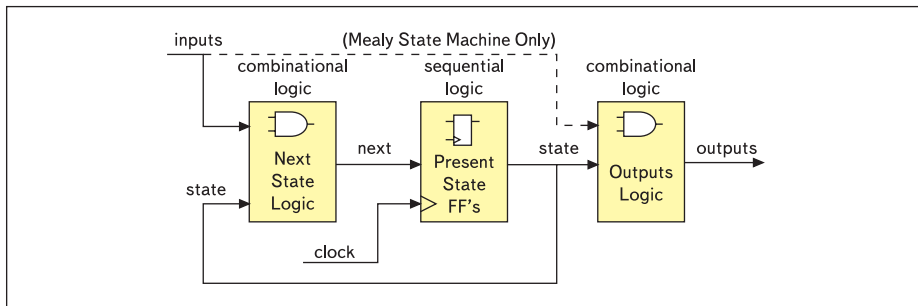 inputs
(Mealy State Machine Only)
combinational
logic
sequential
logic
combinational
logic
next
state
outputs
Next
State
Logic
Present
State
FF's
Outputs
Logic
state
clock